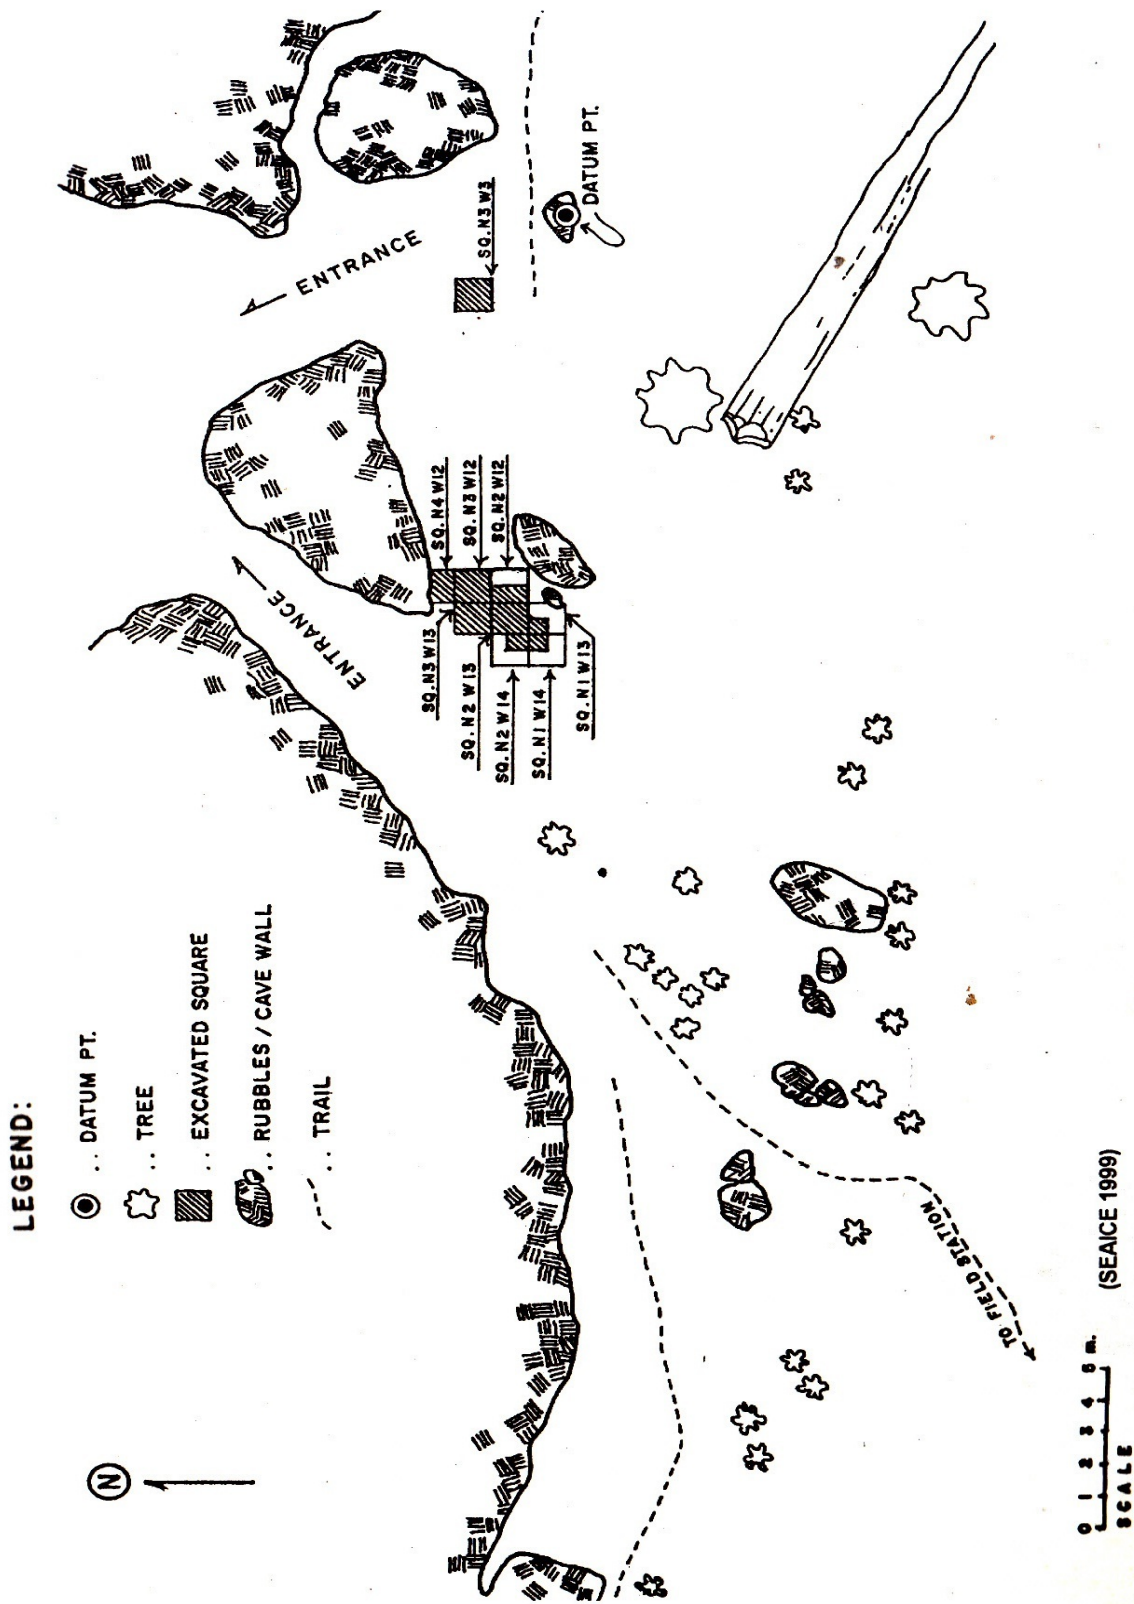 LEGEND:
.. DATUM PT.
.. TREE
.. EXCAVATED SQUARE
.. RUBBLES / CAVE WALL
.. TRAIL
N
ENTRANCE
ENTRANCE
SQ. N3 W3
DATUM PT.
SQ. N4 W12
SQ. N3 W12
SQ. N2 W12
SQ. N3 W13
SQ. N2 W13
SQ. N2 W14
SQ. N1 W14
SQ. N1 W13
TO FIELD STATION
0 1 2 3 4 5 m.
SCALE
(SEAICE 1999)